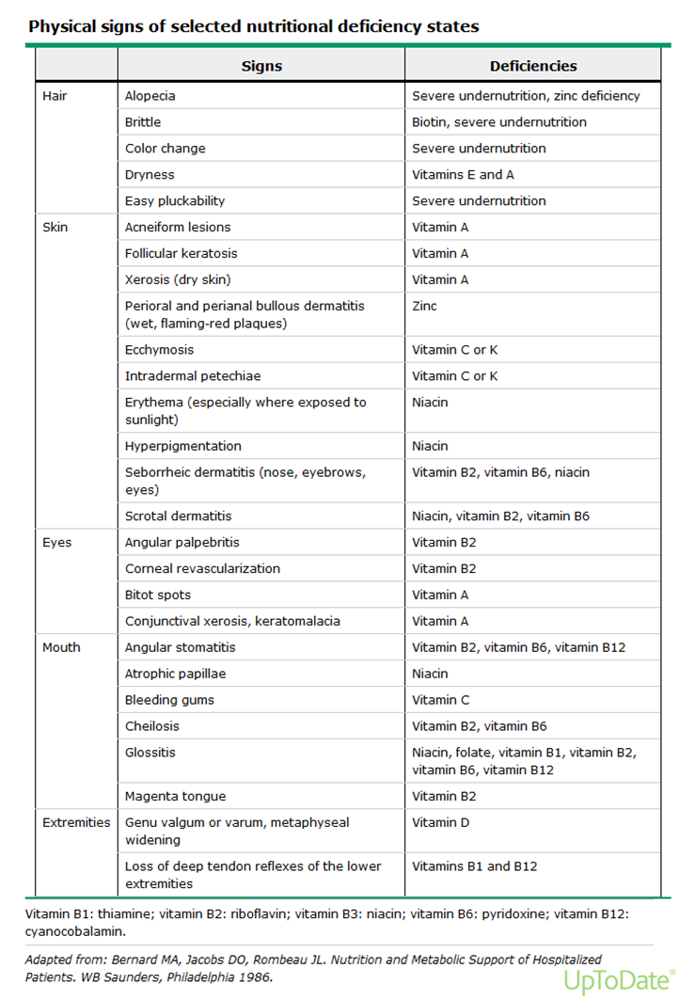 Physical signs of selected nutritional deficiency states
Signs Deficiencies
Hair Alopecia Severe undernutrition, zinc deficiency
Brittle Biotin, severe undernutrition
Color change Severe undernutrition
Dryness Vitamins E and A
Easy pluckability Severe undernutrition
Skin Acneiform lesions Vitamin A
Follicular keratosis Vitamin A
Xerosis (dry skin) Vitamin A
Perioral and perianal bullous dermatitis Zinc
(wet, flaming-red plaques)
Ecchymosis Vitamin C or K
Intradermal petechiae Vitamin C or K
Erythema (especially where exposed to Niacin
sunlight)
Hyperpigmentation Niacin
Seborrheic dermatitis (nose, eyebrows, Vitamin B2, vitamin B6, niacin
eyes)
Scrotal dermatitis Niacin, vitamin B2, vitamin B6
Eyes Angular palpebritis Vitamin B2
Corneal revascularization Vitamin B2
Bitot spots Vitamin A
Conjunctival xerosis, keratomalacia Vitamin A
Mouth Angular stomatitis Vitamin B2, vitamin B6, vitamin B12
Atrophic papillae Niacin
Bleeding gums Vitamin C
Cheilosis Vitamin B2, vitamin B6
Glossitis Niacin, folate, vitamin B1, vitamin B2,
vitamin B6, vitamin B12
Magenta tongue Vitamin B2
Extremities Genu valgum or varum, metaphyseal Vitamin D
widening
Loss of deep tendon reflexes of the lower Vitamins B1 and B12
extremities
Vitamin B1: thiamine; vitamin B2: riboflavin; vitamin B3: niacin; vitamin B6: pyridoxine; vitamin B12:
cyanocobalamin.
Adapted from: Bernard MA, Jacobs DO, Rombeau JL. Nutrition and Metabolic Support of Hospitalized
Patients. WB Saunders, Philadelphia 1986.
UpToDate®